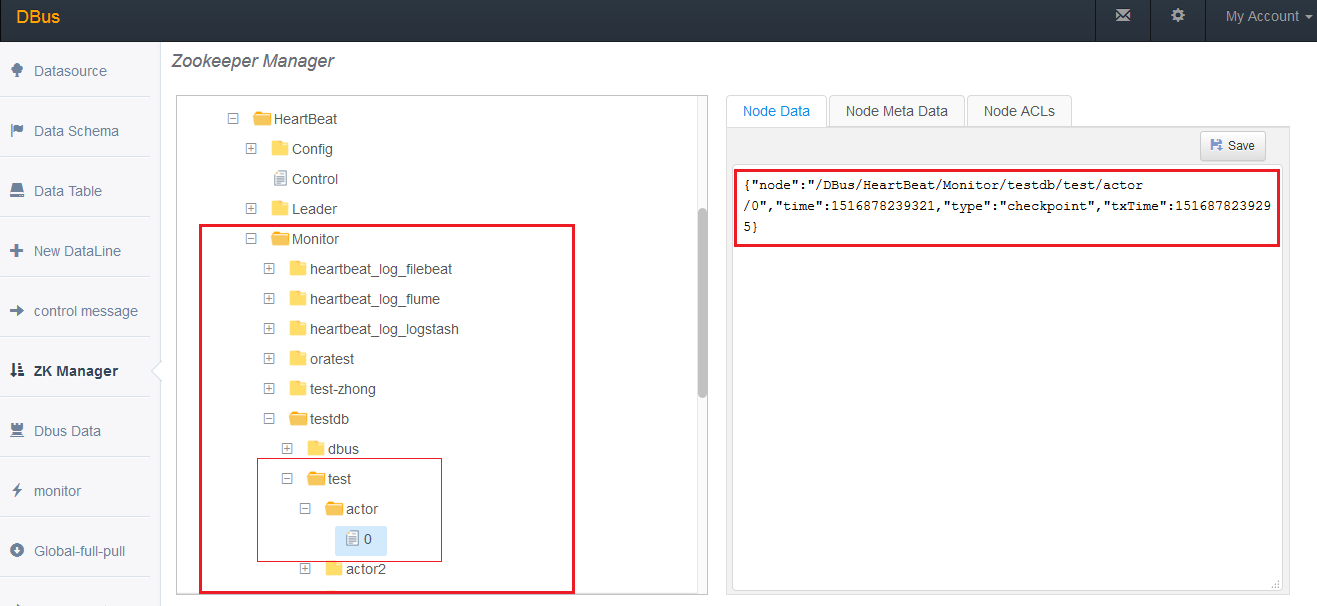 DBus
My Account
Datasource
Data Schema
Data Table
New DataLine
control message
ZK Manager
Dbus Data
monitor
Global-full-pull
Zookeeper Manager
HeartBeat
Config
Control
Leader
Monitor
heartbeat_log_filebeat
heartbeat_log_flume
heartbeat_log_logstash
oratest
test-zhong
testdb
dbus
test
actor
0
actor2
Node Data
Node Meta Data
Node ACLs
Save
{"node":"/DBus/HeartBeat/Monitor/testdb/test/actor
/0","time":1516878239321,"type":"checkpoint","txTime":151687823929
5}